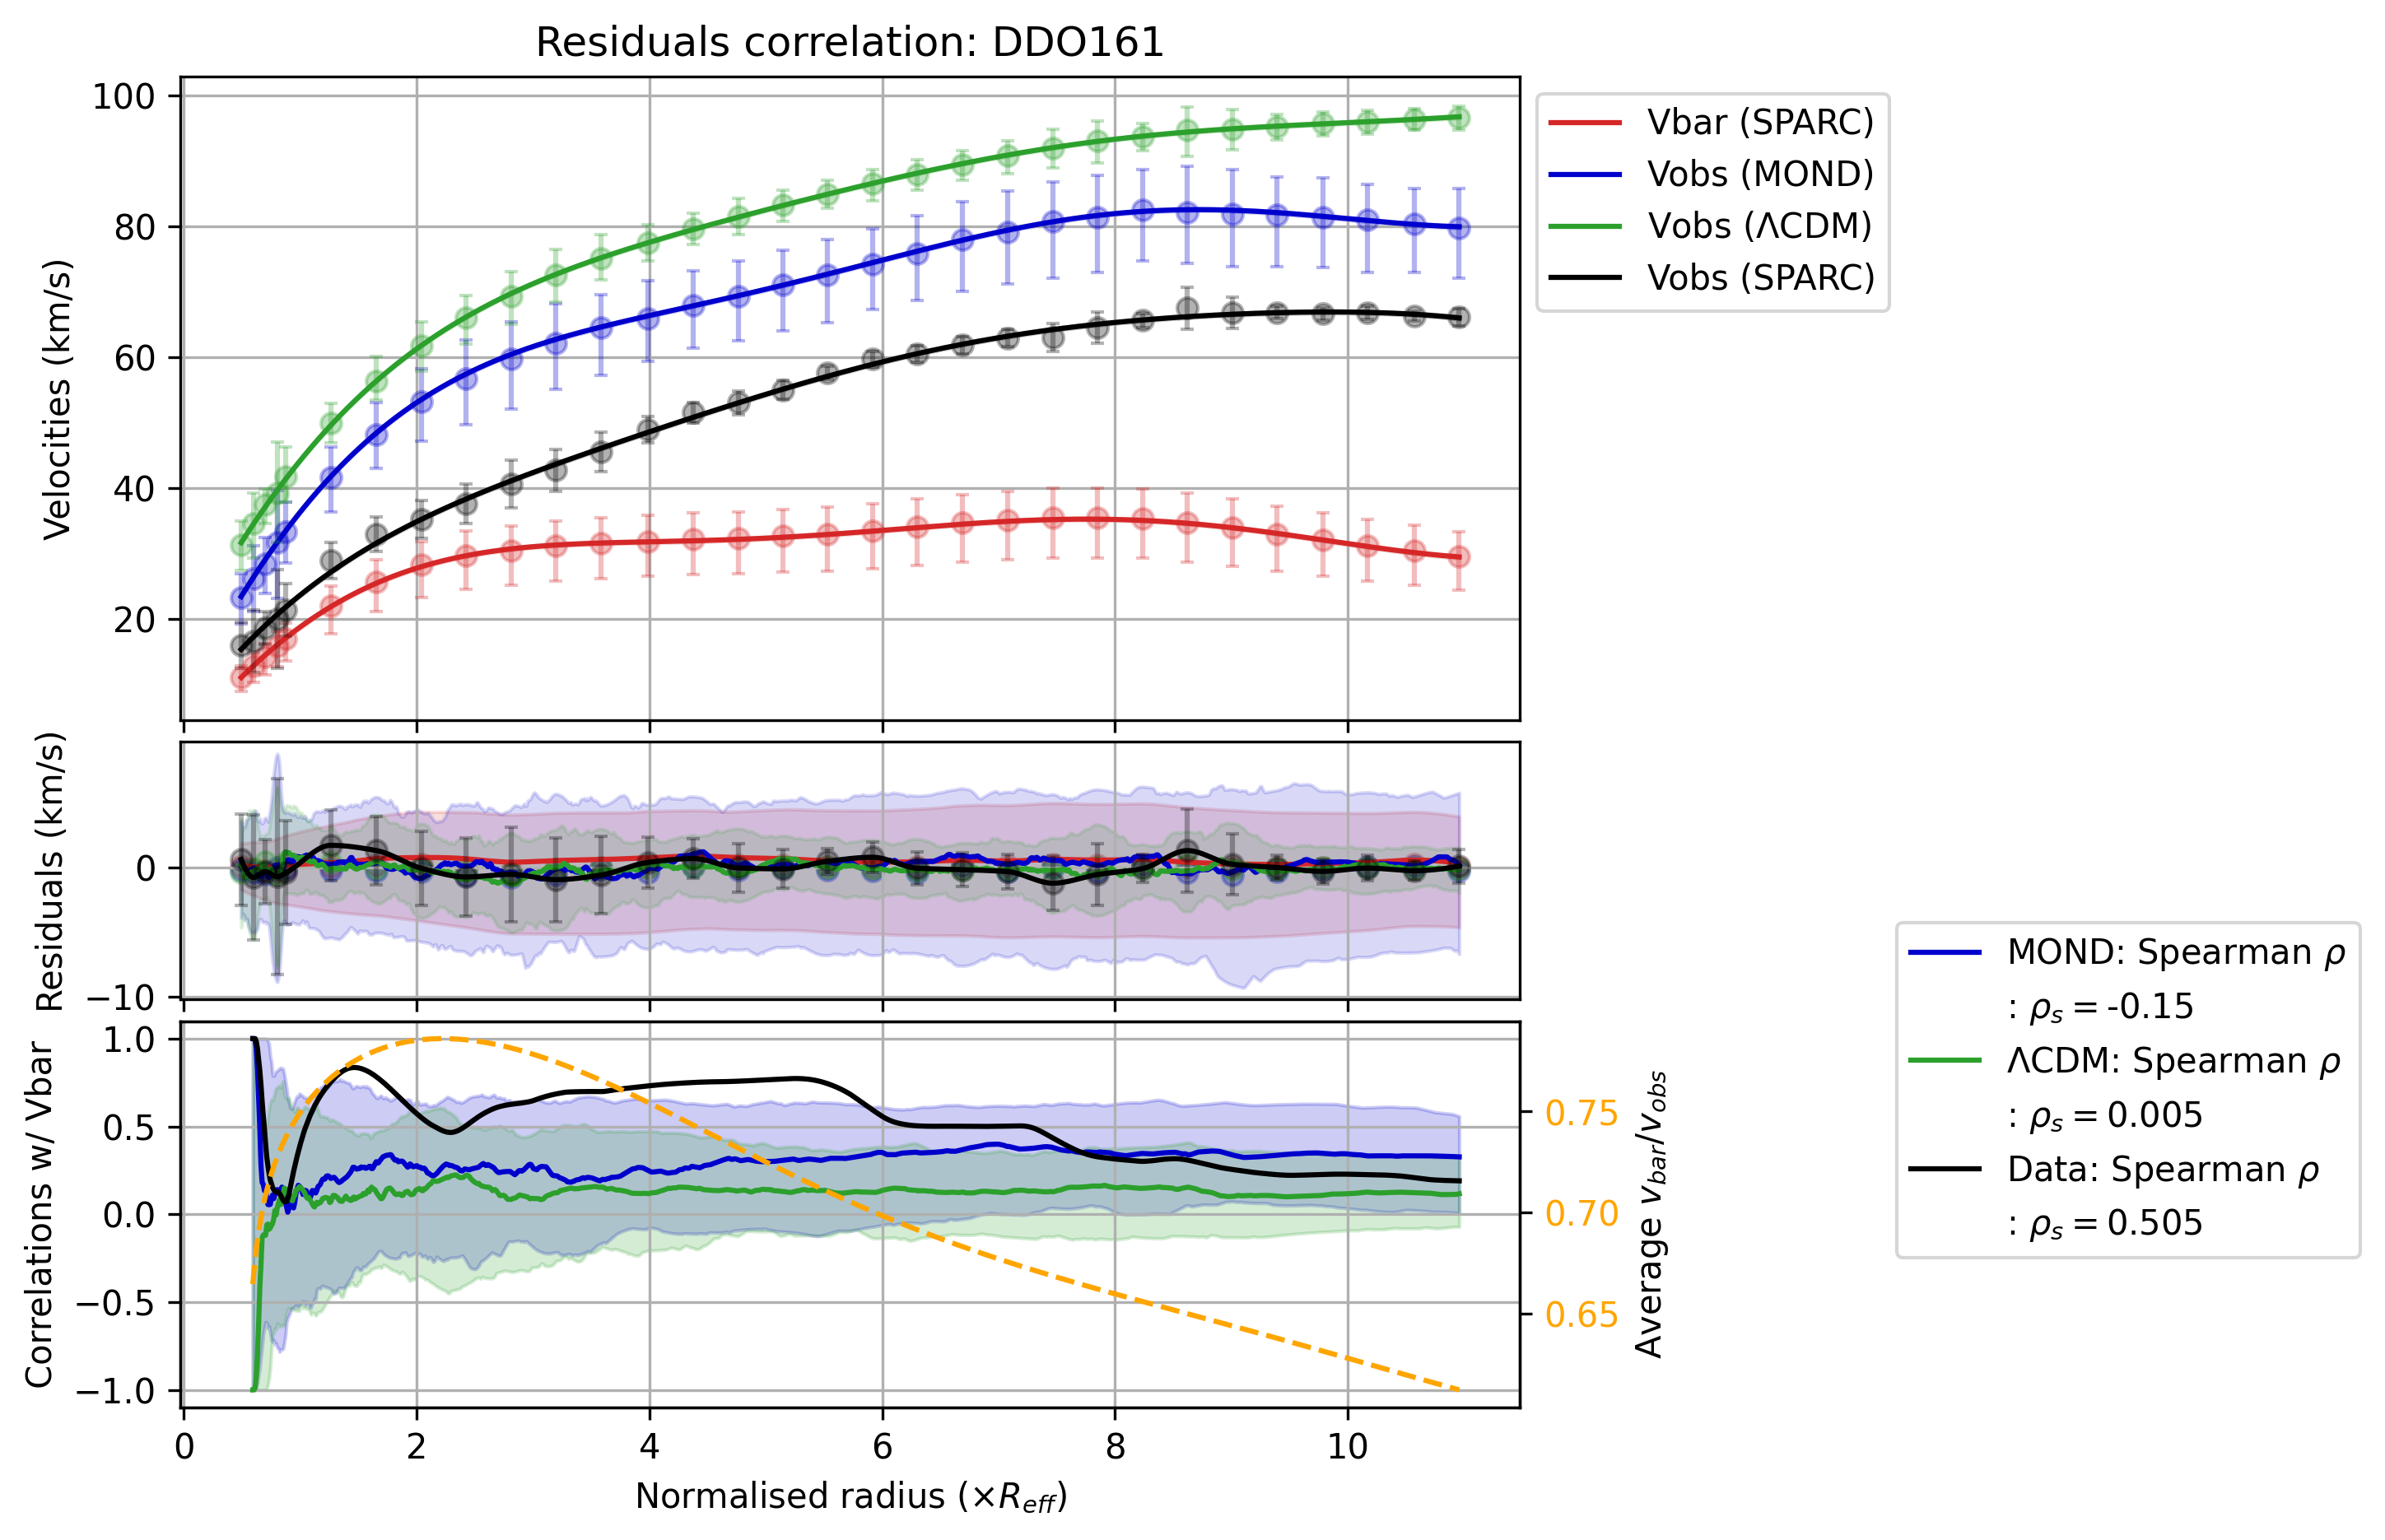 Residuals correlation: DDO161
Velocities (km/s)
100
80
60
40
20
Vbar (SPARC)
Vobs (MOND)
Vobs (ΛCDM)
Vobs (SPARC)
Residuals (km/s)
0
−10
Correlations w/ Vbar
1.0
0.5
0.0
−0.5
−1.0
0.75
0.70
0.65
Average v_bar/v_obs
MOND: Spearman ρ
: ρ_s = -0.15
ΛCDM: Spearman ρ
: ρ_s = 0.005
Data: Spearman ρ
: ρ_s = 0.505
0 2 4 6 8 10
Normalised radius (×R_eff)